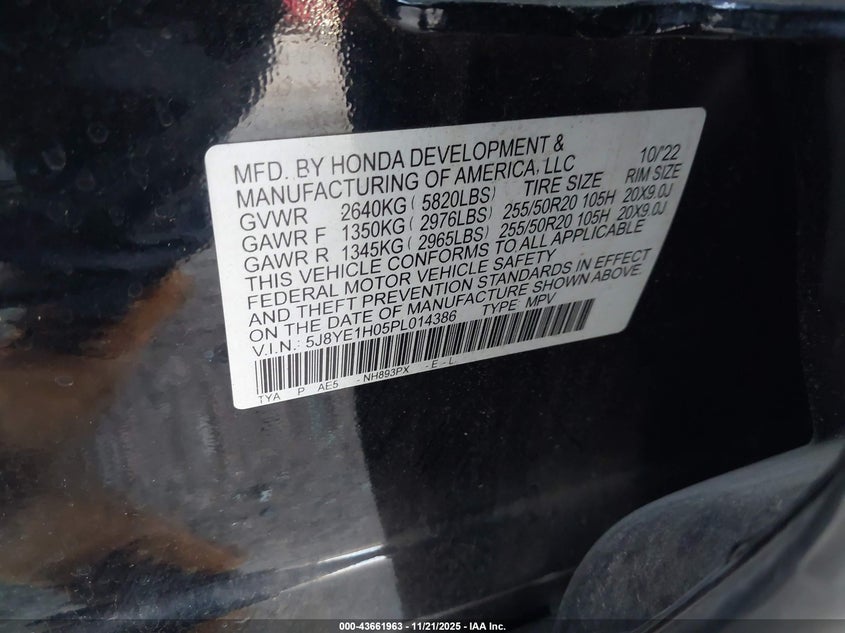 MFD. BY HONDA DEVELOPMENT & 10/'22
MANUFACTURING OF AMERICA, LLC
TIRE SIZE RIM SIZE
GVWR 2640KG ( 5820LBS)
GAWR F 1350KG ( 2976LBS) 255/50R20 105H 20X9.0J
GAWR R 1345KG ( 2965LBS) 255/50R20 105H 20X9.0J
THIS VEHICLE CONFORMS TO ALL APPLICABLE
FEDERAL MOTOR VEHICLE SAFETY
AND THEFT PREVENTION STANDARDS IN EFFECT
ON THE DATE OF MANUFACTURE SHOWN ABOVE.
V.I.N.: 5J8YE1H05PL014386 TYPE: MPV
TYA P AE5 - NH893PX - E - L.
000-43661963 - 11/21/2025 - IAA Inc.